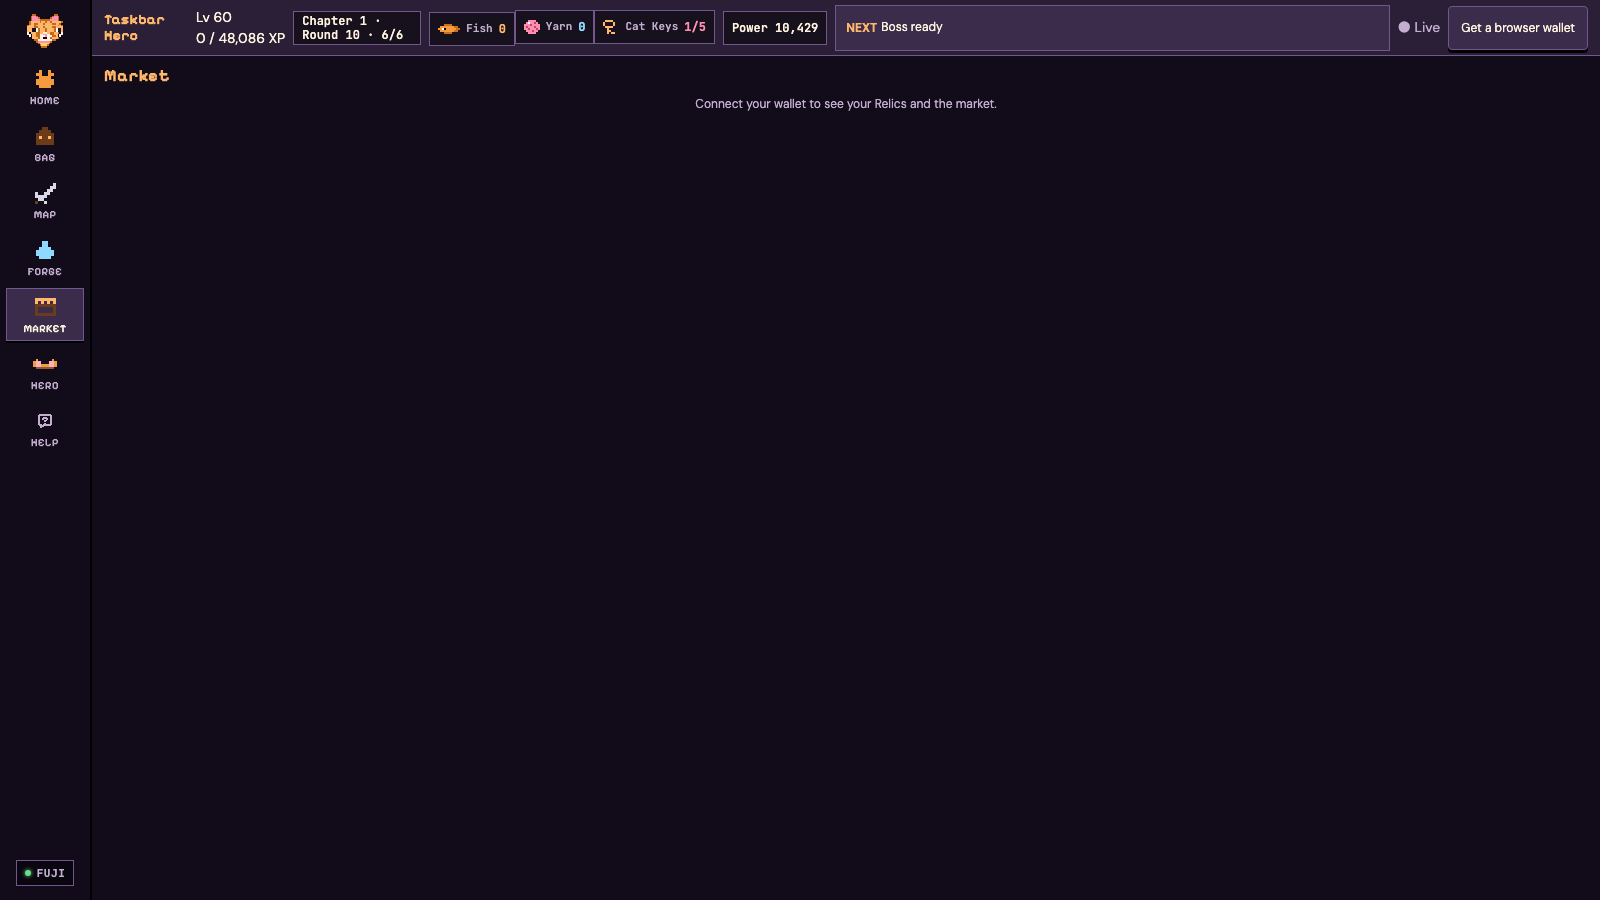 Taskbar
Hero
Lv 60
0 / 48,086 XP
Chapter 1 ·
Round 10 · 6/6
Fish 0
Yarn 0
Cat Keys 1/5
Power 10,429
NEXT Boss ready
Live
Get a browser wallet
HOME
BAG
MAP
FORGE
MARKET
HERO
HELP
FUJI
Market
Connect your wallet to see your Relics and the market.